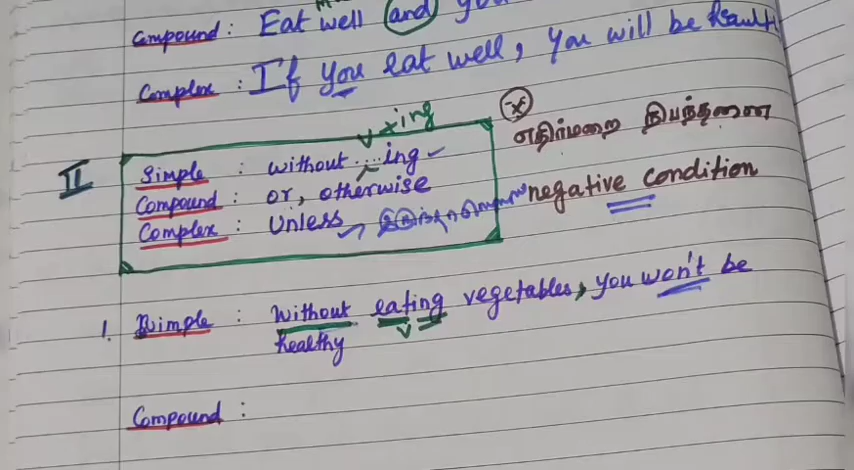 Compound : Eat well and
Complex : If you eat well, you will be
+ing
II
Simple : without ....ing
Compound : or, otherwise
Complex : Unless
எதிர்மறை நிபந்தனை
negative condition
1. Simple : Without eating vegetables, you won't be
healthy
V
Compound :